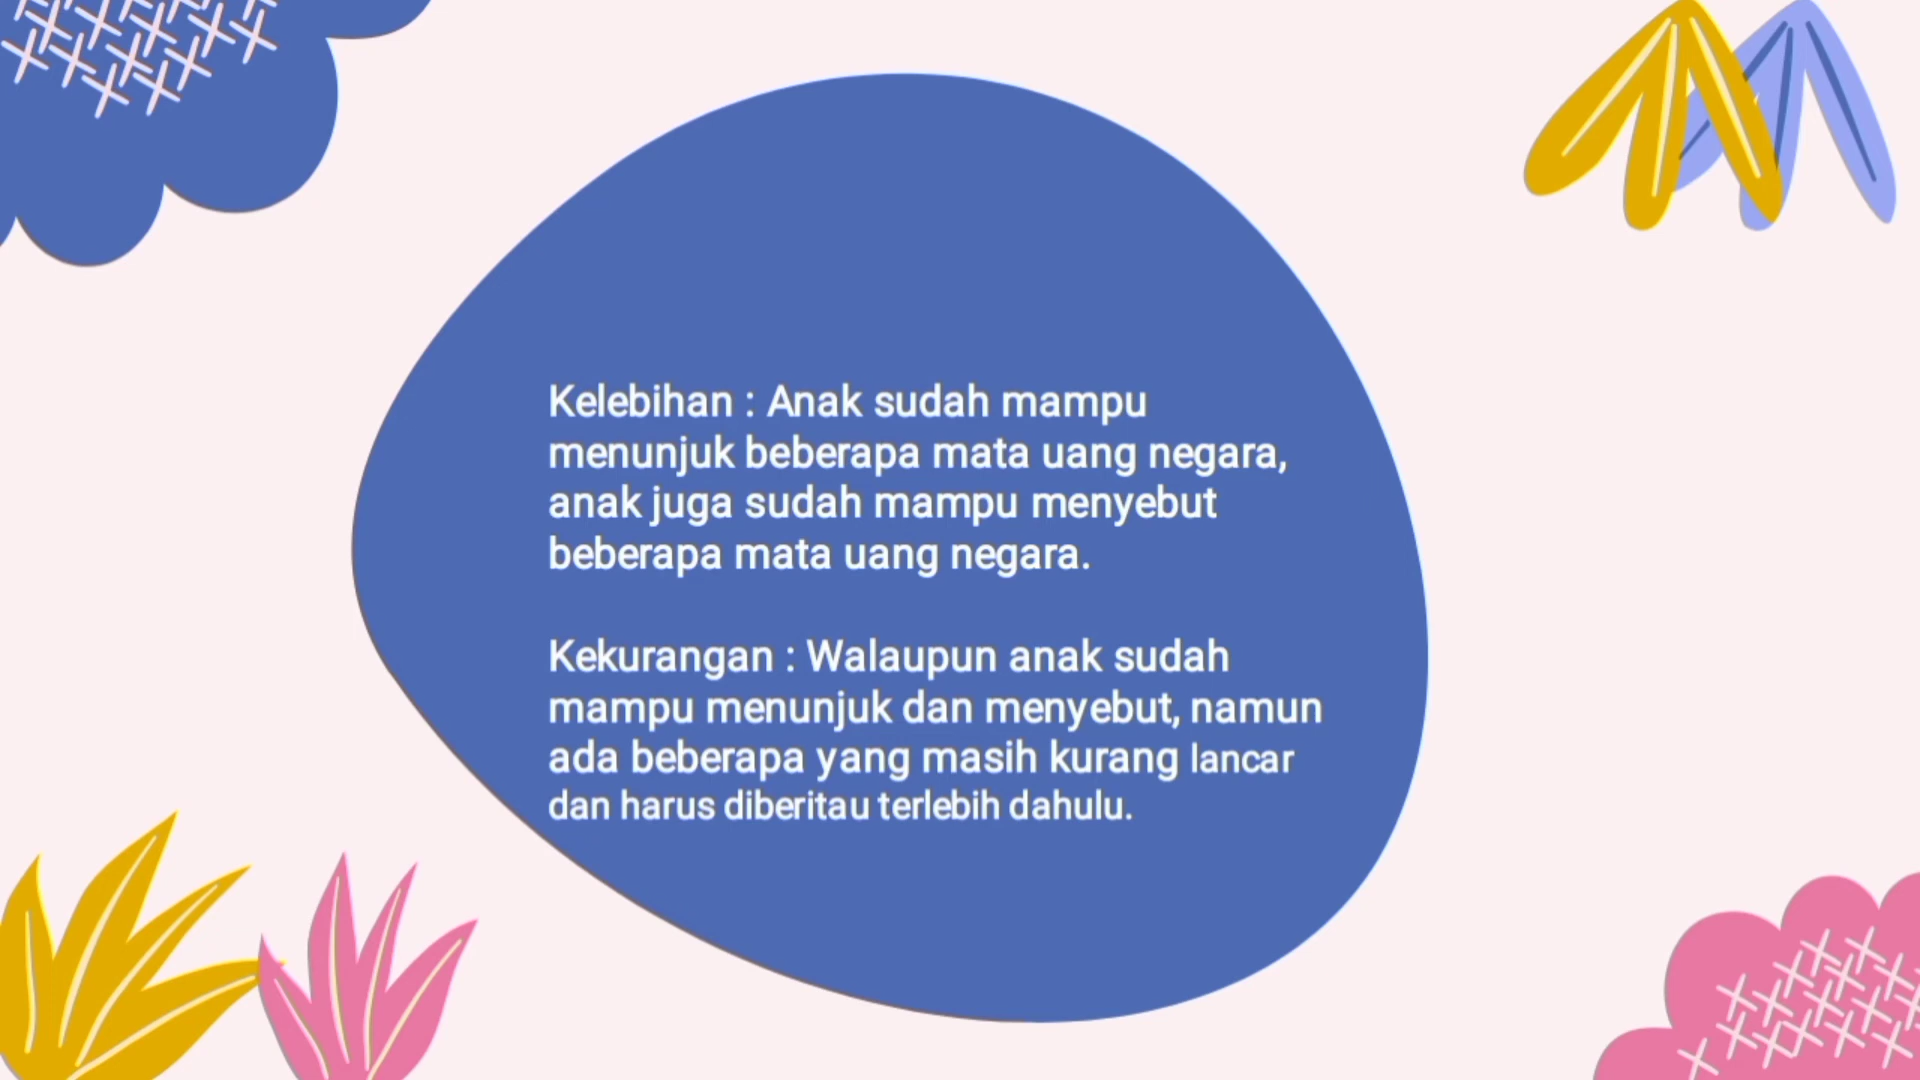 Kelebihan : Anak sudah mampu
menunjuk beberapa mata uang negara,
anak juga sudah mampu menyebut
beberapa mata uang negara.
Kekurangan : Walaupun anak sudah
mampu menunjuk dan menyebut, namun
ada beberapa yang masih kurang lancar
dan harus diberitau terlebih dahulu.